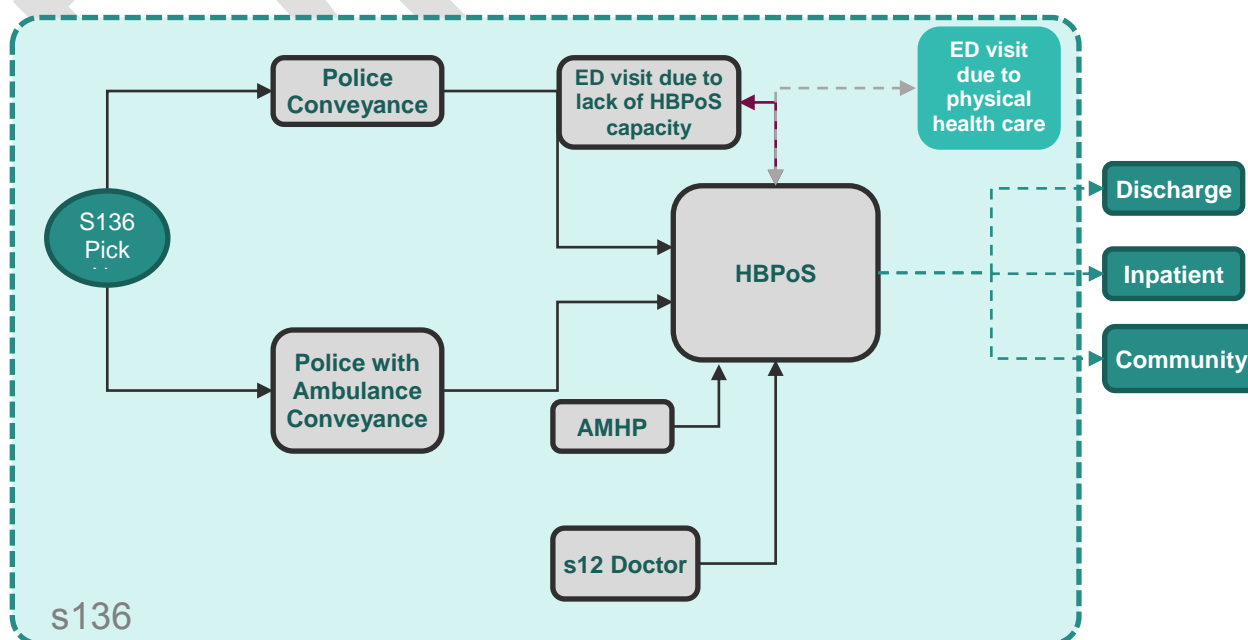 Police
Conveyance
ED visit due to
lack of HBPoS
capacity
ED visit
due to
physical
health care
S136
Pick
Discharge
HBPoS
Inpatient
Police with
Ambulance
Conveyance
Community
AMHP
s12 Doctor
s136